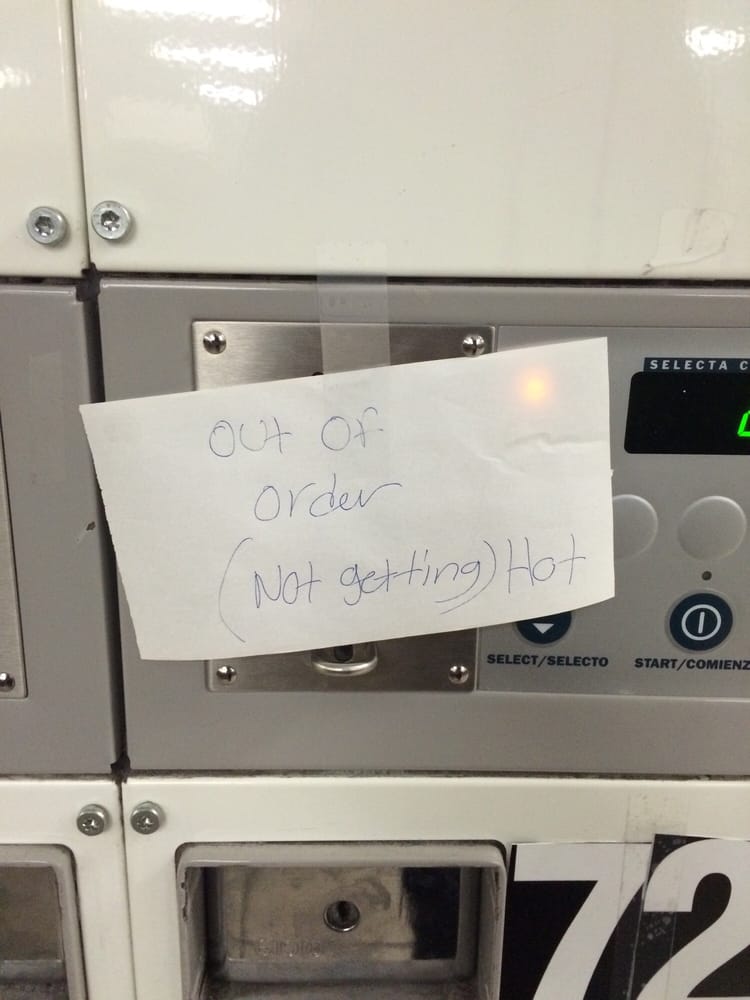 SELECTA C
out of
order
(Not getting) Hot
SELECT/SELECTO
START/COMIENZ
72